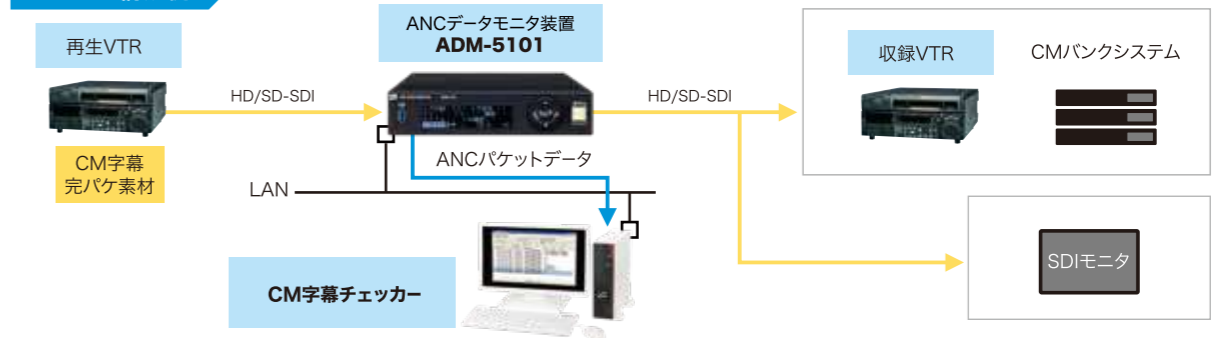 再生VTR
CM字幕
完パケ素材
HD/SD-SDI
ANCデータモニタ装置
ADM-5101
HD/SD-SDI
ANCパケットデータ
LAN
CM字幕チェッカー
収録VTR
CMバンクシステム
SDIモニタ